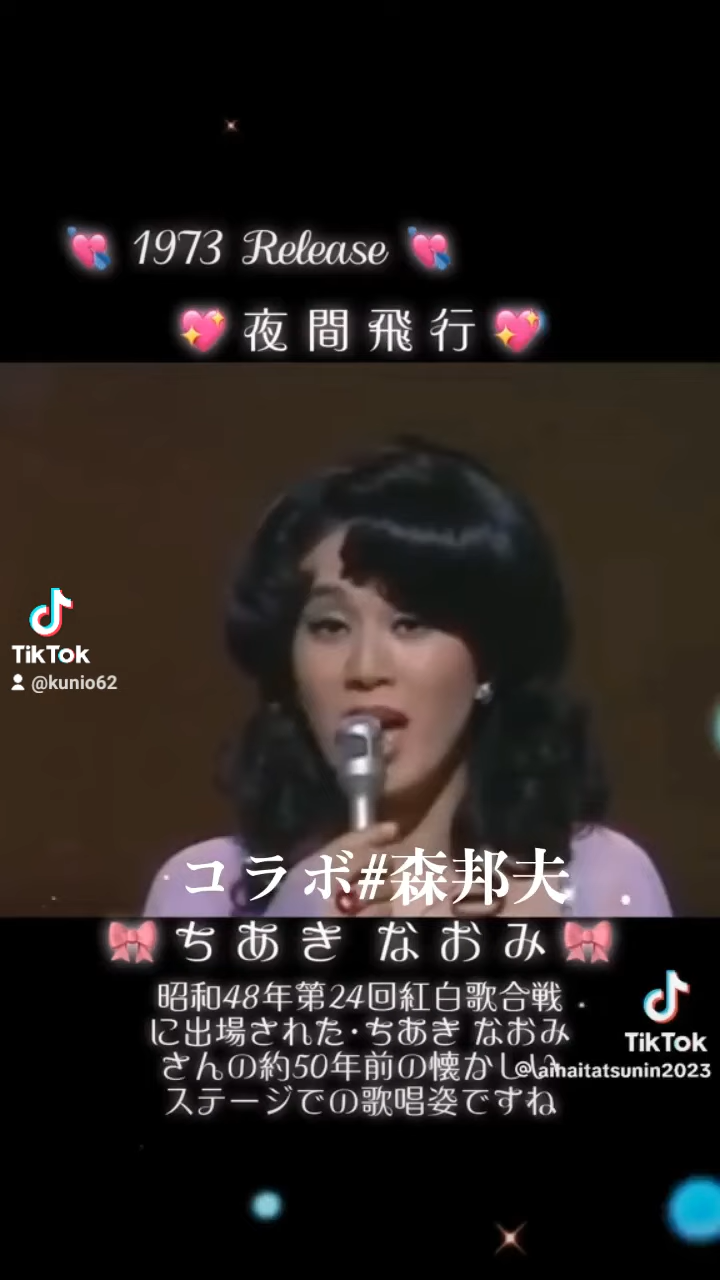 1973 Release
夜間飛行
TikTok
@kunio62
コラボ#森邦夫
ちあき なおみ
昭和48年第24回紅白歌合戦
に出場された・ちあき なおみ
さんの約50年前の懐かしい
ステージでの歌唱姿ですね
TikTok
@aihaitatsunin2023